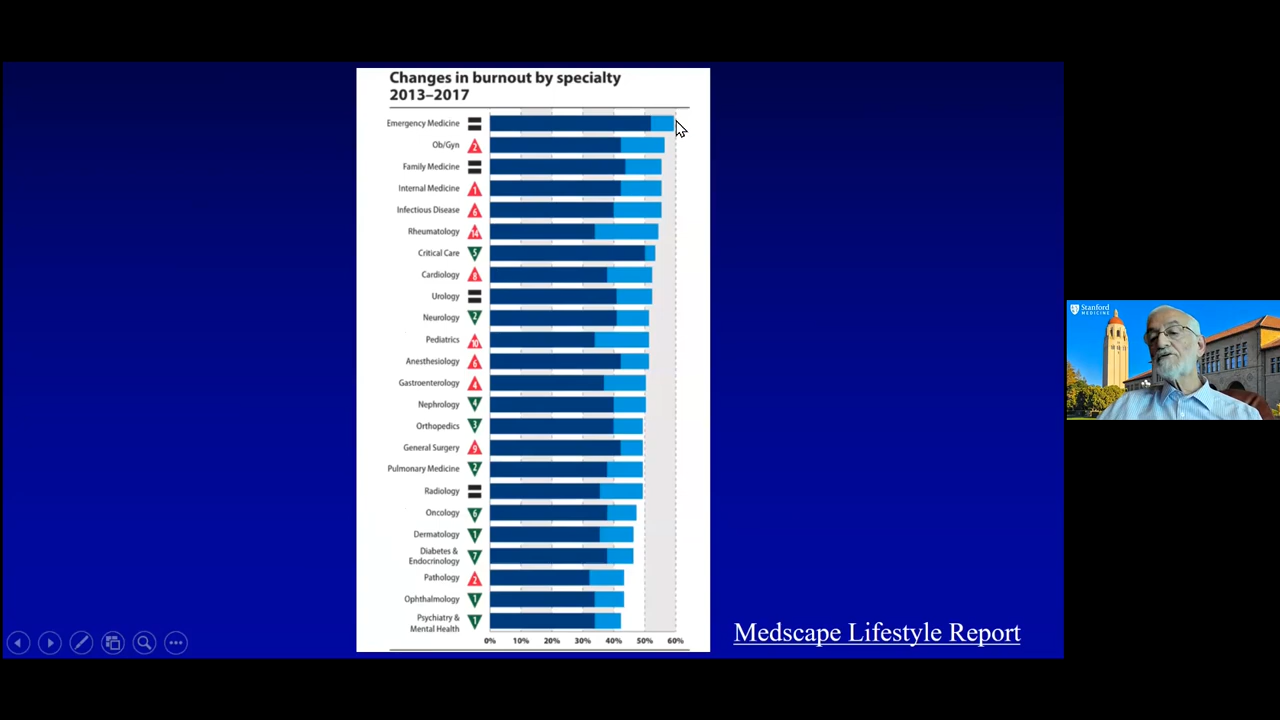 Changes in burnout by specialty
2013–2017
Emergency Medicine
Ob/Gyn 2
Family Medicine
Internal Medicine 1
Infectious Disease 6
Rheumatology 14
Critical Care 5
Cardiology 8
Urology
Neurology 2
Pediatrics 10
Anesthesiology 6
Gastroenterology 4
Nephrology 4
Orthopedics 3
General Surgery 9
Pulmonary Medicine 2
Radiology
Oncology 6
Dermatology 1
Diabetes &
Endocrinology 7
Pathology 2
Ophthalmology 1
Psychiatry &
Mental Health 1
0% 10% 20% 30% 40% 50% 60%
Medscape Lifestyle Report
Stanford
MEDICINE